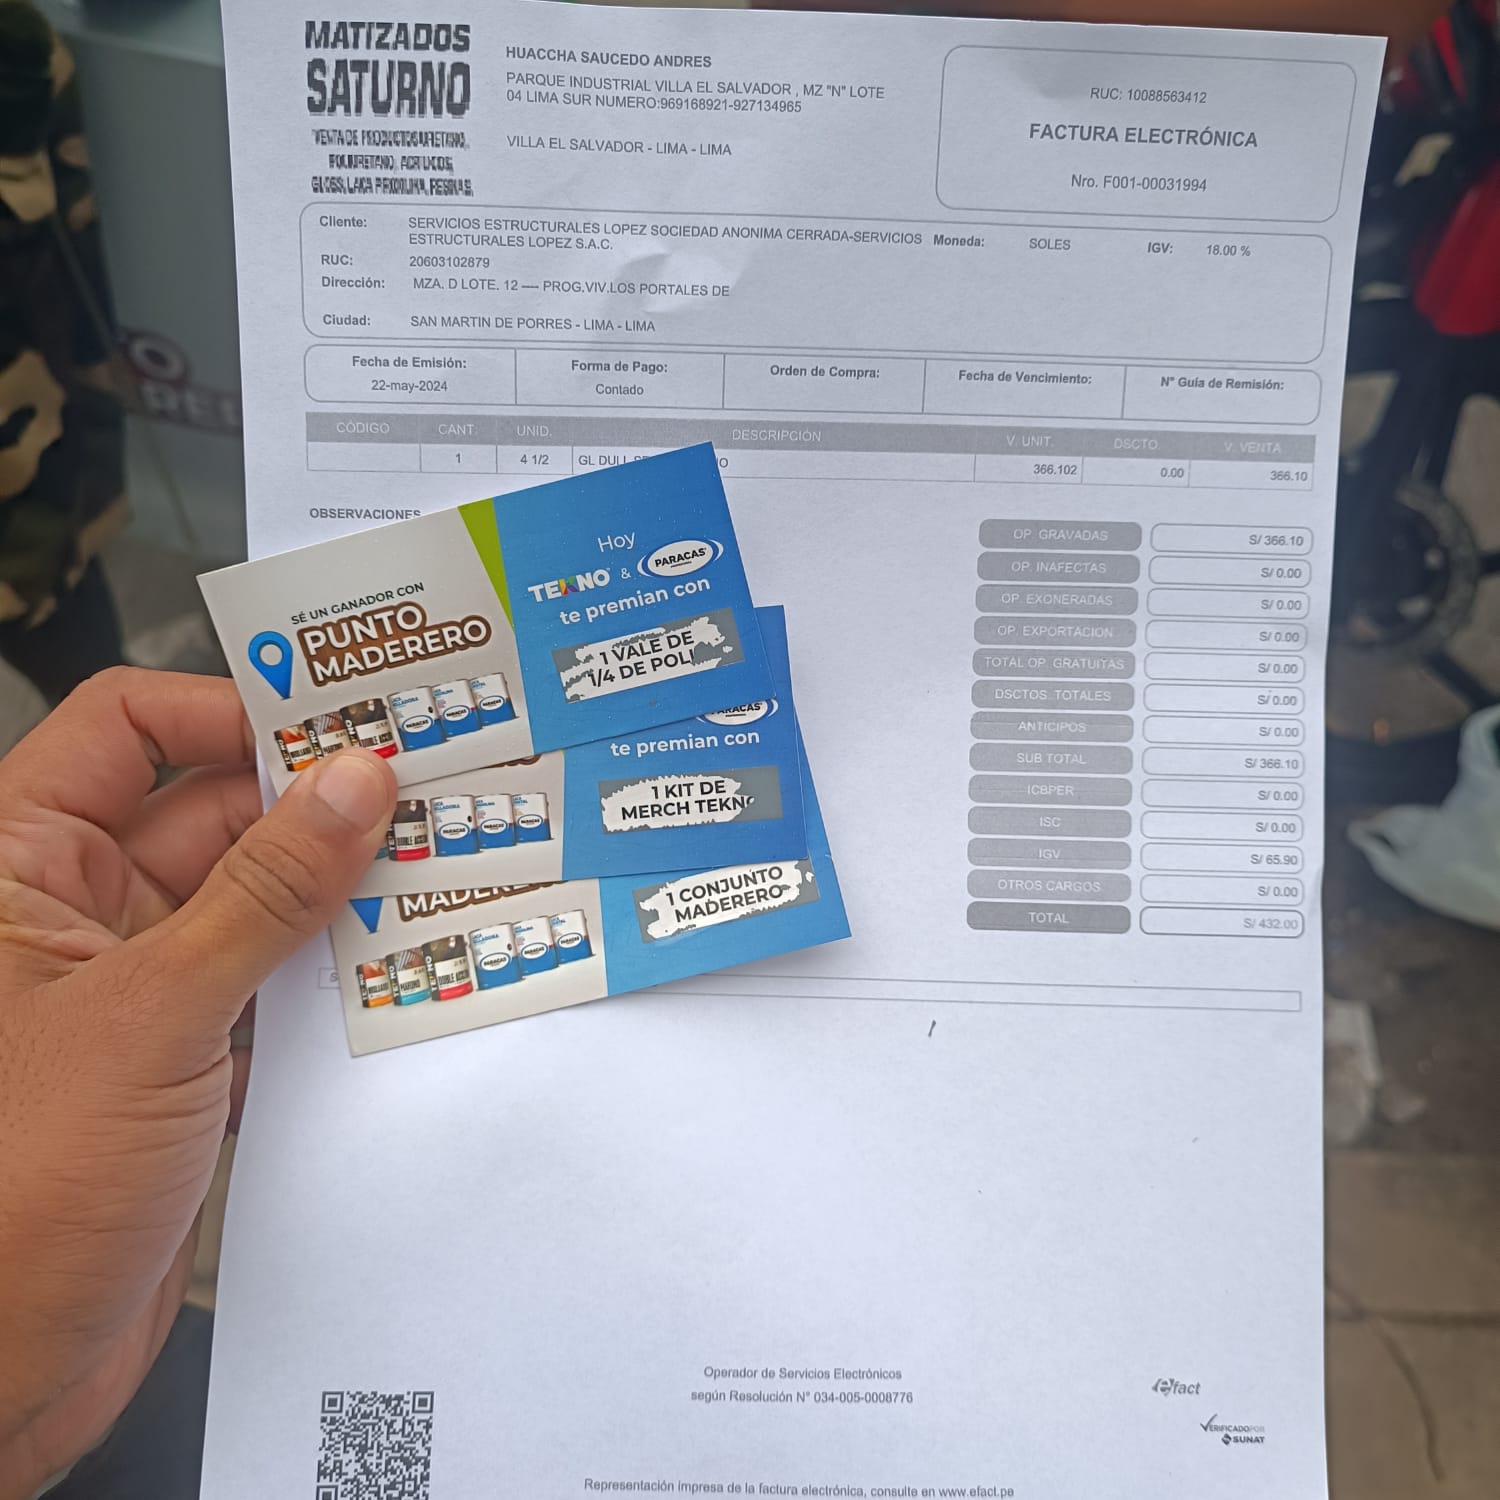 MATIZADOS
SATURNO
VENTA DE PRODUCTOS URETANO,
POLIURETANO, ACRILICOS,
GLOSS, LACA PIROXILINA, RESINAS.
HUACCHA SAUCEDO ANDRES
PARQUE INDUSTRIAL VILLA EL SALVADOR , MZ "N" LOTE
04 LIMA SUR NUMERO:969168921-927134965
VILLA EL SALVADOR - LIMA - LIMA
RUC: 10088563412
FACTURA ELECTRÓNICA
Nro. F001-00031994
Cliente: SERVICIOS ESTRUCTURALES LOPEZ SOCIEDAD ANONIMA CERRADA-SERVICIOS
ESTRUCTURALES LOPEZ S.A.C.
Moneda: SOLES IGV: 18.00 %
RUC: 20603102879
Dirección: MZA. D LOTE. 12 ---- PROG.VIV.LOS PORTALES DE
Ciudad: SAN MARTIN DE PORRES - LIMA - LIMA
Fecha de Emisión: Forma de Pago: Orden de Compra: Fecha de Vencimiento: N° Guía de Remisión:
22-may-2024 Contado
CÓDIGO CANT. UNID. DESCRIPCIÓN V. UNIT. DSCTO. V. VENTA
1 4 1/2 GL DULL O 366.102 0.00 366.10
OBSERVACIONES
OP. GRAVADAS S/ 366.10
OP. INAFECTAS S/ 0.00
OP. EXONERADAS S/ 0.00
OP. EXPORTACION S/ 0.00
TOTAL OP. GRATUITAS S/ 0.00
DSCTOS. TOTALES S/ 0.00
ANTICIPOS S/ 0.00
SUB TOTAL S/ 366.10
ICBPER S/ 0.00
ISC S/ 0.00
IGV S/ 65.90
OTROS CARGOS S/ 0.00
TOTAL S/ 432.00
SÉ UN GANADOR CON
PUNTO
MADERERO
Hoy
TEKNO & PARACAS
te premian con
1 VALE DE
1/4 DE POLI
PARACAS
te premian con
1 KIT DE
MERCH TEKNO
MADERE
1 CONJUNTO
MADERERO
Operador de Servicios Electrónicos
según Resolución N° 034-005-0008776
efact
VERIFICADO POR
SUNAT
Representación impresa de la factura electrónica, consulte en www.efact.pe